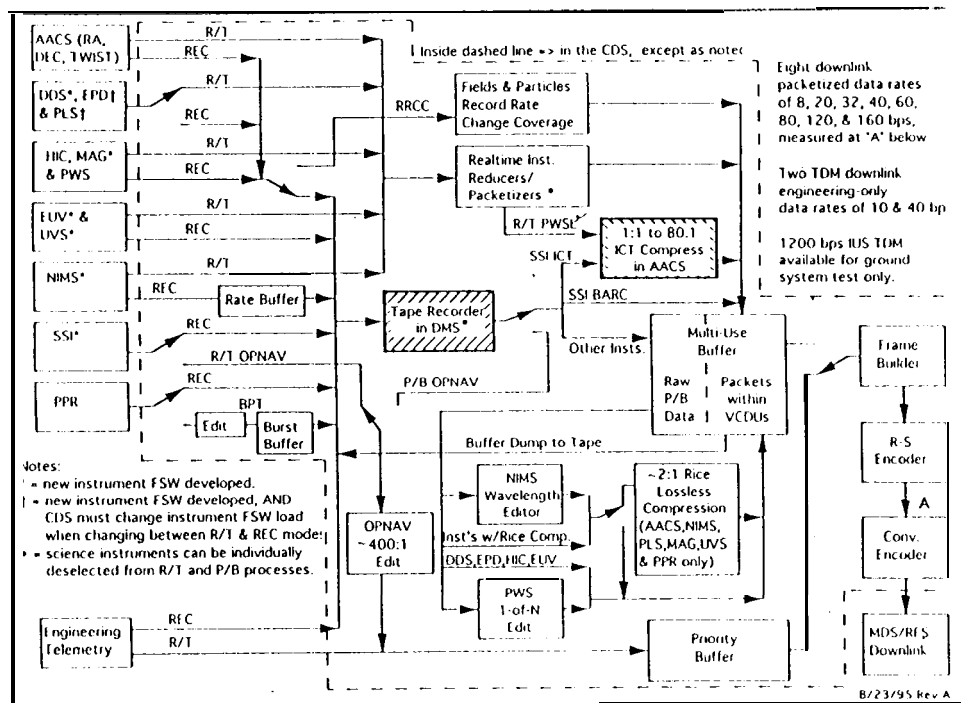 AACS (RA,
DEC, TWIST)
R/T
REC
DDS*, EPD†
& PLS†
R/T
REC
HIC, MAG*
& PWS
R/T
REC
EUV* &
UVS*
R/T
REC
NIMS*
R/T
REC
Rate Buffer
SSI*
REC
R/T OPNAV
PPR
REC
BPT
Edit
Burst
Buffer
Inside dashed line => in the CDS, except as noted
RRCC
Fields & Particles
Record Rate
Change Coverage
Realtime Inst.
Reducers/
Packetizers
R/T PWSL
1:1 to 80.1
ICT Compress
in AACS
SSI ICT
SSI BARC
Tape Recorder
in DMS*
Other Insts.
P/B OPNAV
Multi-Use
Buffer
Raw
P/B
Data
Packets
within
VCDUs
Buffer Dump to Tape
Eight downlink
packetized data rates
of 8, 20, 32, 40, 60,
80, 120, & 160 bps,
measured at "A" below
Two TDM downlink
engineering-only
data rates of 10 & 40 bp
1200 bps IUS TDM
available for ground
system test only.
Frame
Builder
R-S
Encoder
A
Conv.
Encoder
MDS/RFS
Downlink
NIMS
Wavelength
Editor
Inst's w/Rice Comp.
DDS,EPD,HIC,EUV
PWS
1-of-N
Edit
~2:1 Rice
Lossless
Compression
(AACS,NIMS,
PLS,MAG,UVS
& PPR only)
OPNAV
~400:1
Edit
Priority
Buffer
Notes:
= new instrument FSW developed.
= new instrument FSW developed, AND
CDS must change instrument FSW load
when changing between R/T & REC modes
= science instruments can be individually
deselected from R/T and P/B processes.
Engineering
Telemetry
REC
R/T
8/23/95 Rev A